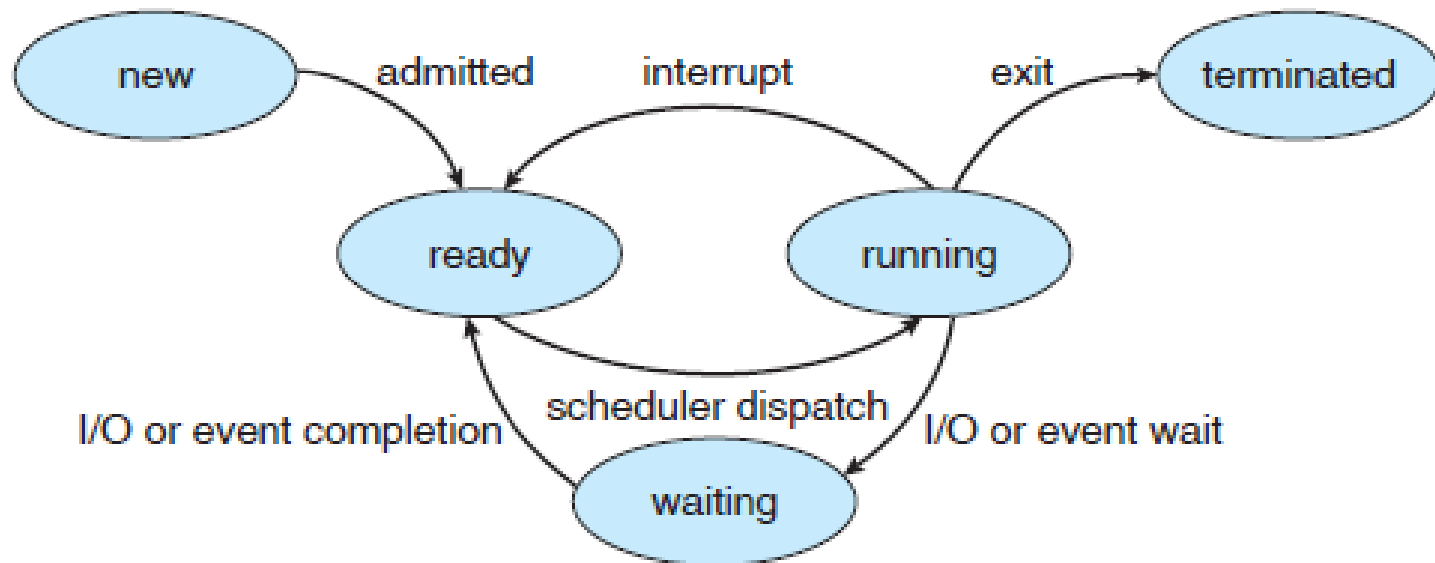 new
admitted
interrupt
exit
terminated
ready
running
scheduler dispatch
I/O or event completion
I/O or event wait
waiting